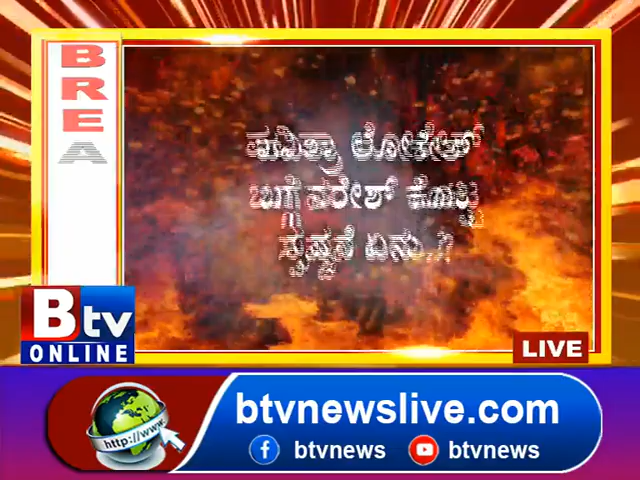 BREA
ಪವಿತ್ರಾ ಲೋಕೇಶ್
ಬಗ್ಗೆ ನರೇಶ್ ಕೊಟ್ಟ
ಸ್ಪಷ್ಟನೆ ಏನು..?
Btv
ONLINE
LIVE
btvnewslive.com
http://www.
btvnews
btvnews